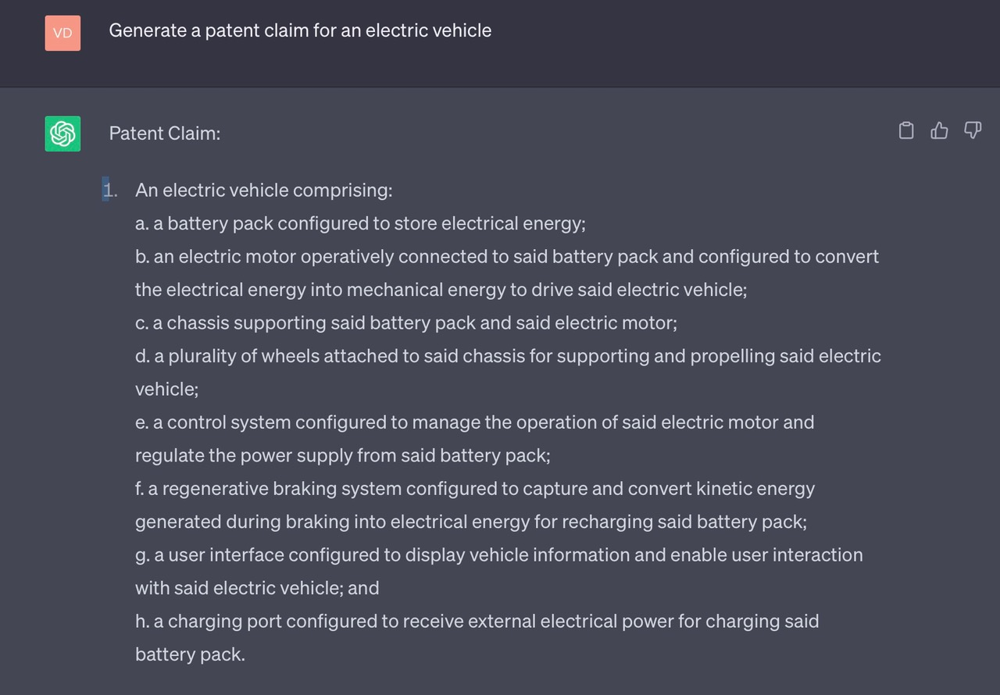 VD
Generate a patent claim for an electric vehicle
Patent Claim:
1. An electric vehicle comprising:
a. a battery pack configured to store electrical energy;
b. an electric motor operatively connected to said battery pack and configured to convert
the electrical energy into mechanical energy to drive said electric vehicle;
c. a chassis supporting said battery pack and said electric motor;
d. a plurality of wheels attached to said chassis for supporting and propelling said electric
vehicle;
e. a control system configured to manage the operation of said electric motor and
regulate the power supply from said battery pack;
f. a regenerative braking system configured to capture and convert kinetic energy
generated during braking into electrical energy for recharging said battery pack;
g. a user interface configured to display vehicle information and enable user interaction
with said electric vehicle; and
h. a charging port configured to receive external electrical power for charging said
battery pack.